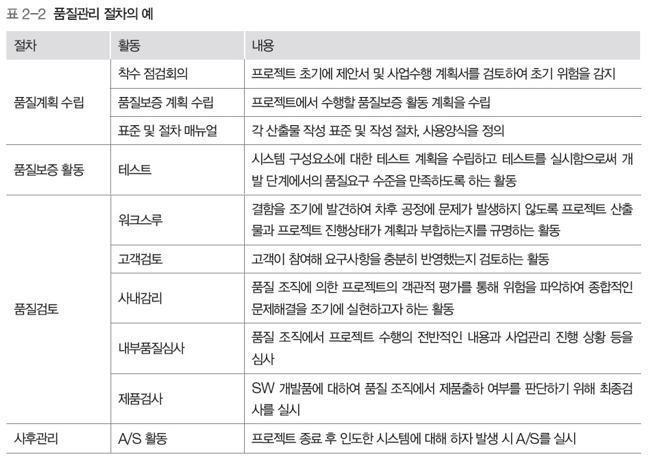 표 2-2 품질관리 절차의 예
절차 활동 내용
품질계획 수립
착수 점검회의 프로젝트 초기에 제안서 및 사업수행 계획서를 검토하여 초기 위험을 감지
품질보증 계획 수립 프로젝트에서 수행할 품질보증 활동 계획을 수립
표준 및 절차 매뉴얼 각 산출물 작성 표준 및 작성 절차, 사용양식을 정의
품질보증 활동 테스트 시스템 구성요소에 대한 테스트 계획을 수립하고 테스트를 실시함으로써 개
발 단계에서의 품질요구 수준을 만족하도록 하는 활동
품질검토
워크스루 결함을 조기에 발견하여 차후 공정에 문제가 발생하지 않도록 프로젝트 산출
물과 프로젝트 진행상태가 계획과 부합하는지를 규명하는 활동
고객검토 고객이 참여해 요구사항을 충분히 반영했는지 검토하는 활동
사내감리 품질 조직에 의한 프로젝트의 객관적 평가를 통해 위험을 파악하여 종합적인
문제해결을 조기에 실현하고자 하는 활동
내부품질심사 품질 조직에서 프로젝트 수행의 전반적인 내용과 사업관리 진행 상황 등을
심사
제품검사 SW 개발품에 대하여 품질 조직에서 제품출하 여부를 판단하기 위해 최종검
사를 실시
사후관리 A/S 활동 프로젝트 종료 후 인도한 시스템에 대해 하자 발생 시 A/S를 실시